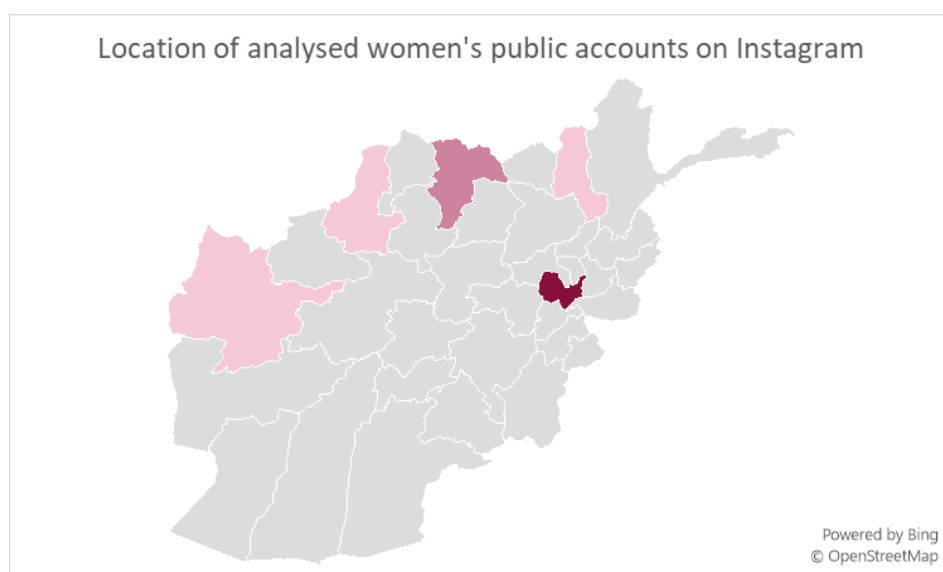 Location of analysed women's public accounts on Instagram
Powered by Bing
© OpenStreetMap